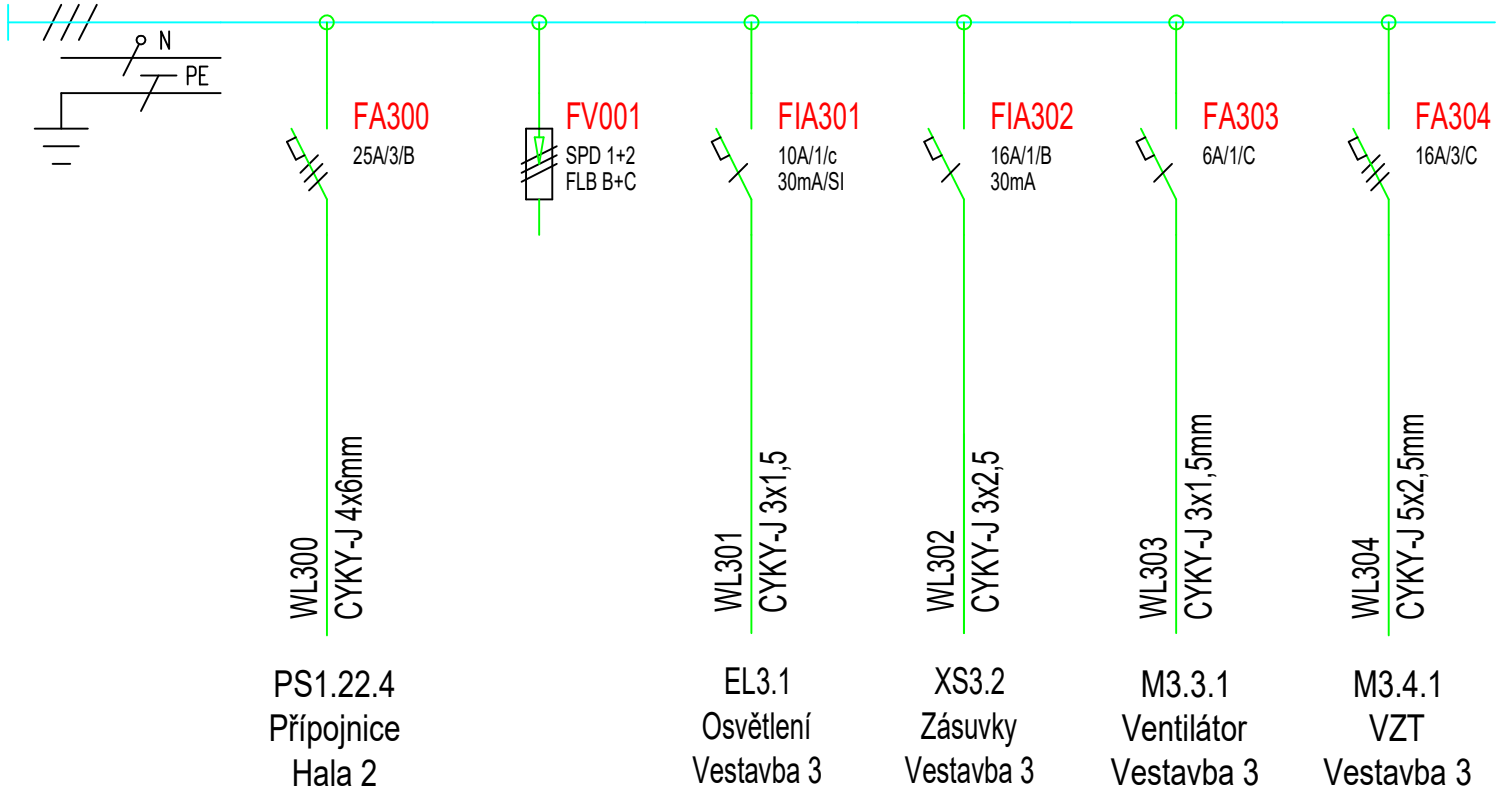 N
PE
FA300
25A/3/B
FV001
SPD 1+2
FLB B+C
FIA301
10A/1/c
30mA/SI
FIA302
16A/1/B
30mA
FA303
6A/1/C
FA304
16A/3/C
WL300
CYKY-J 4x6mm
WL301
CYKY-J 3x1,5
WL302
CYKY-J 3x2,5
WL303
CYKY-J 3x1,5mm
WL304
CYKY-J 5x2,5mm
PS1.22.4
Přípojnice
Hala 2
EL3.1
Osvětlení
Vestavba 3
XS3.2
Zásuvky
Vestavba 3
M3.3.1
Ventilátor
Vestavba 3
M3.4.1
VZT
Vestavba 3